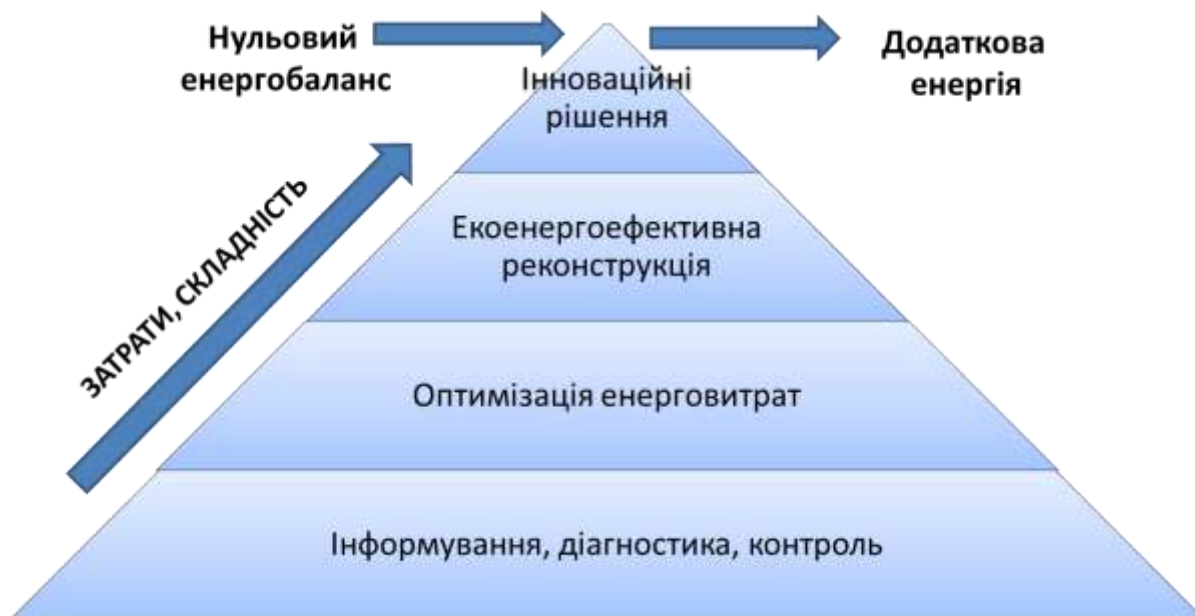 Нульовий
енергобаланс
Додаткова
енергія
Інноваційні
рішення
ЗАТРАТИ, СКЛАДНІСТЬ
Екоенергоефективна
реконструкція
Оптимізація енерговитрат
Інформування, діагностика, контроль